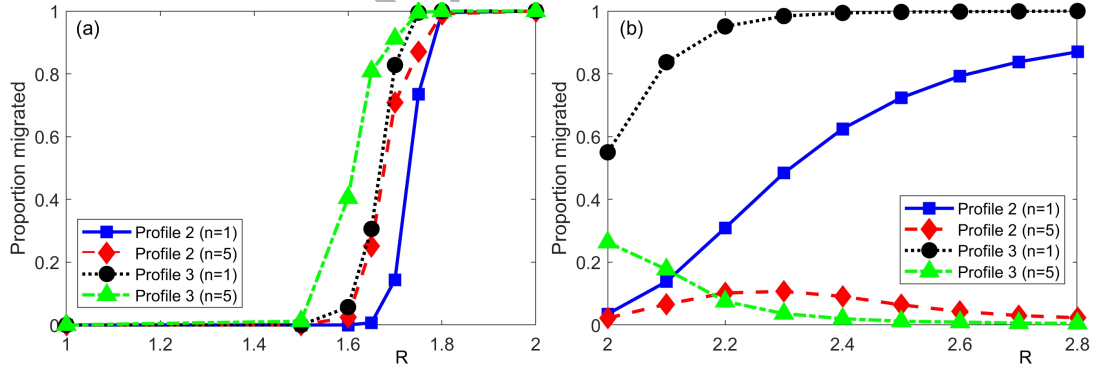 (a)
Proportion migrated
1
0.8
0.6
0.4
0.2
0
Profile 2 (n=1)
Profile 2 (n=5)
Profile 3 (n=1)
Profile 3 (n=5)
1
1.2
1.4
1.6
1.8
2
R
(b)
Proportion migrated
1
0.8
0.6
0.4
0.2
0
Profile 2 (n=1)
Profile 2 (n=5)
Profile 3 (n=1)
Profile 3 (n=5)
2
2.2
2.4
2.6
2.8
R